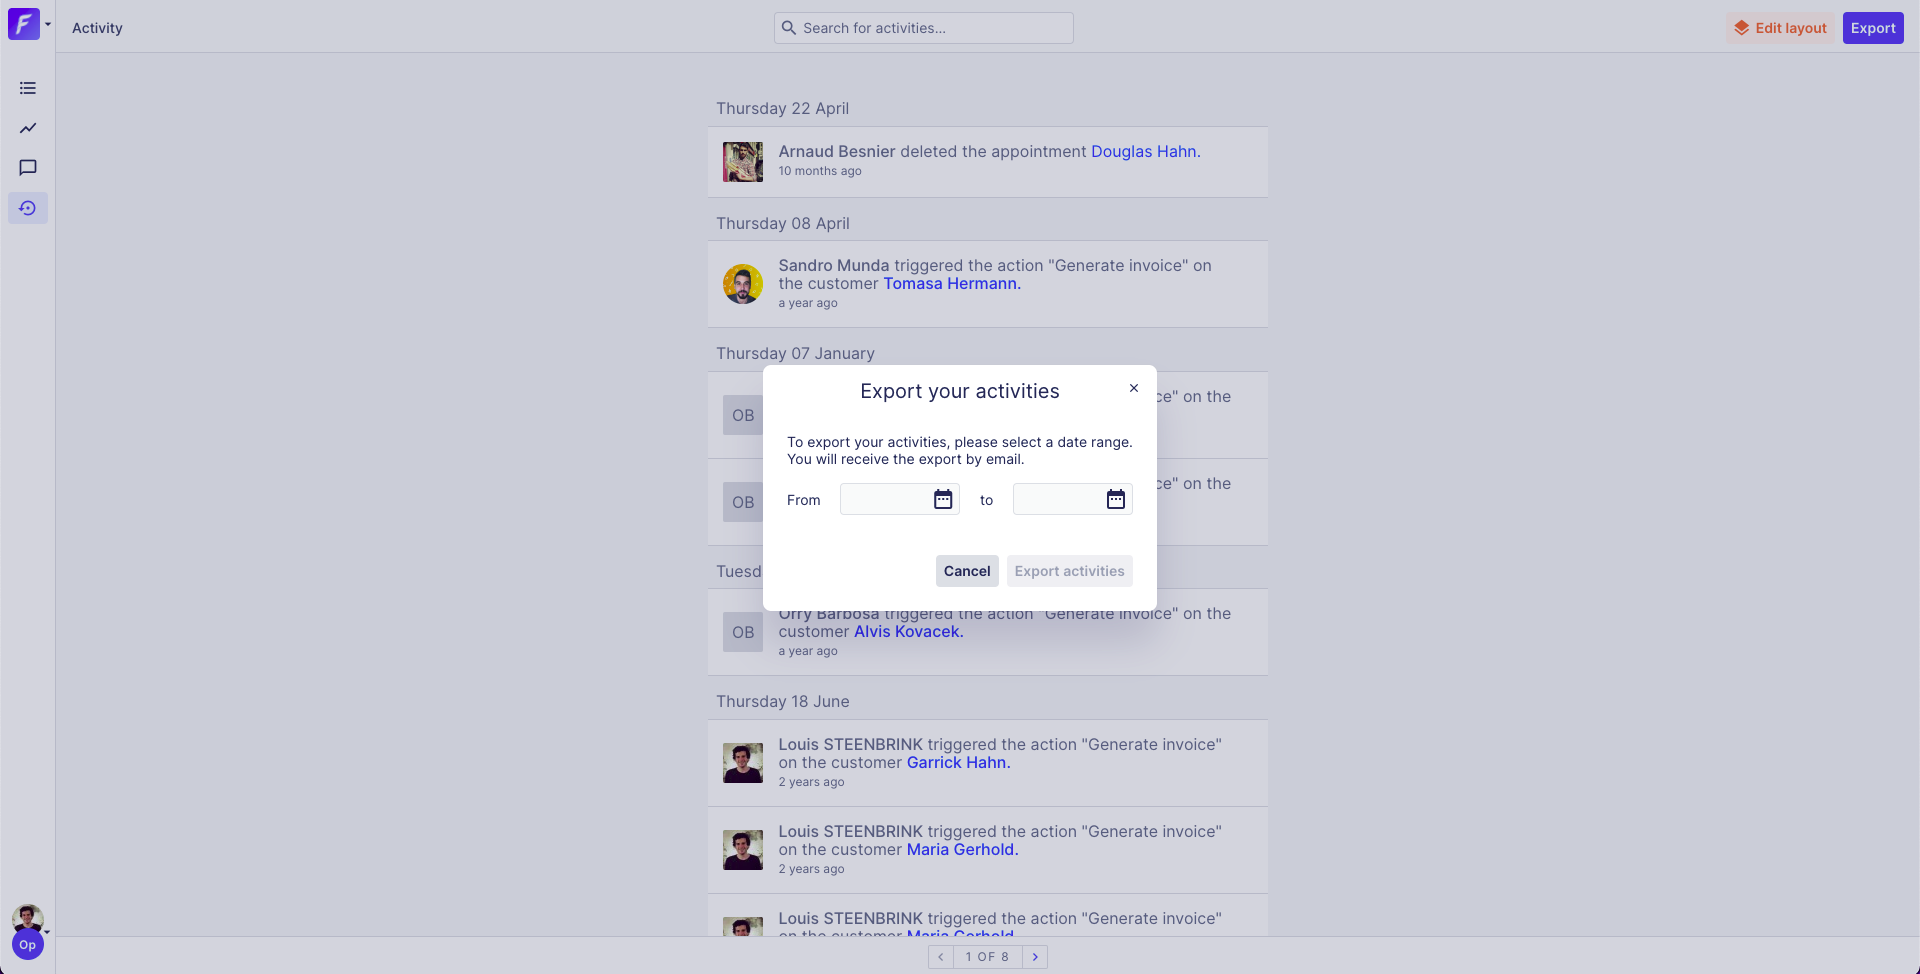 Activity
Search for activities...
Edit layout
Export
Thursday 22 April
Arnaud Besnier deleted the appointment Douglas Hahn.
10 months ago
Thursday 08 April
Sandro Munda triggered the action "Generate invoice" on
the customer Tomasa Hermann.
a year ago
Thursday 07 January
OB
ce" on the
OB
ce" on the
Export your activities
To export your activities, please select a date range.
You will receive the export by email.
From
to
Cancel
Export activities
Tuesd
OB
Orry Barbosa triggered the action "Generate invoice" on the
customer Alvis Kovacek.
a year ago
Thursday 18 June
Louis STEENBRINK triggered the action "Generate invoice"
on the customer Garrick Hahn.
2 years ago
Louis STEENBRINK triggered the action "Generate invoice"
on the customer Maria Gerhold.
2 years ago
Louis STEENBRINK triggered the action "Generate invoice"
on the customer Maria Gerhold
Op
1 OF 8